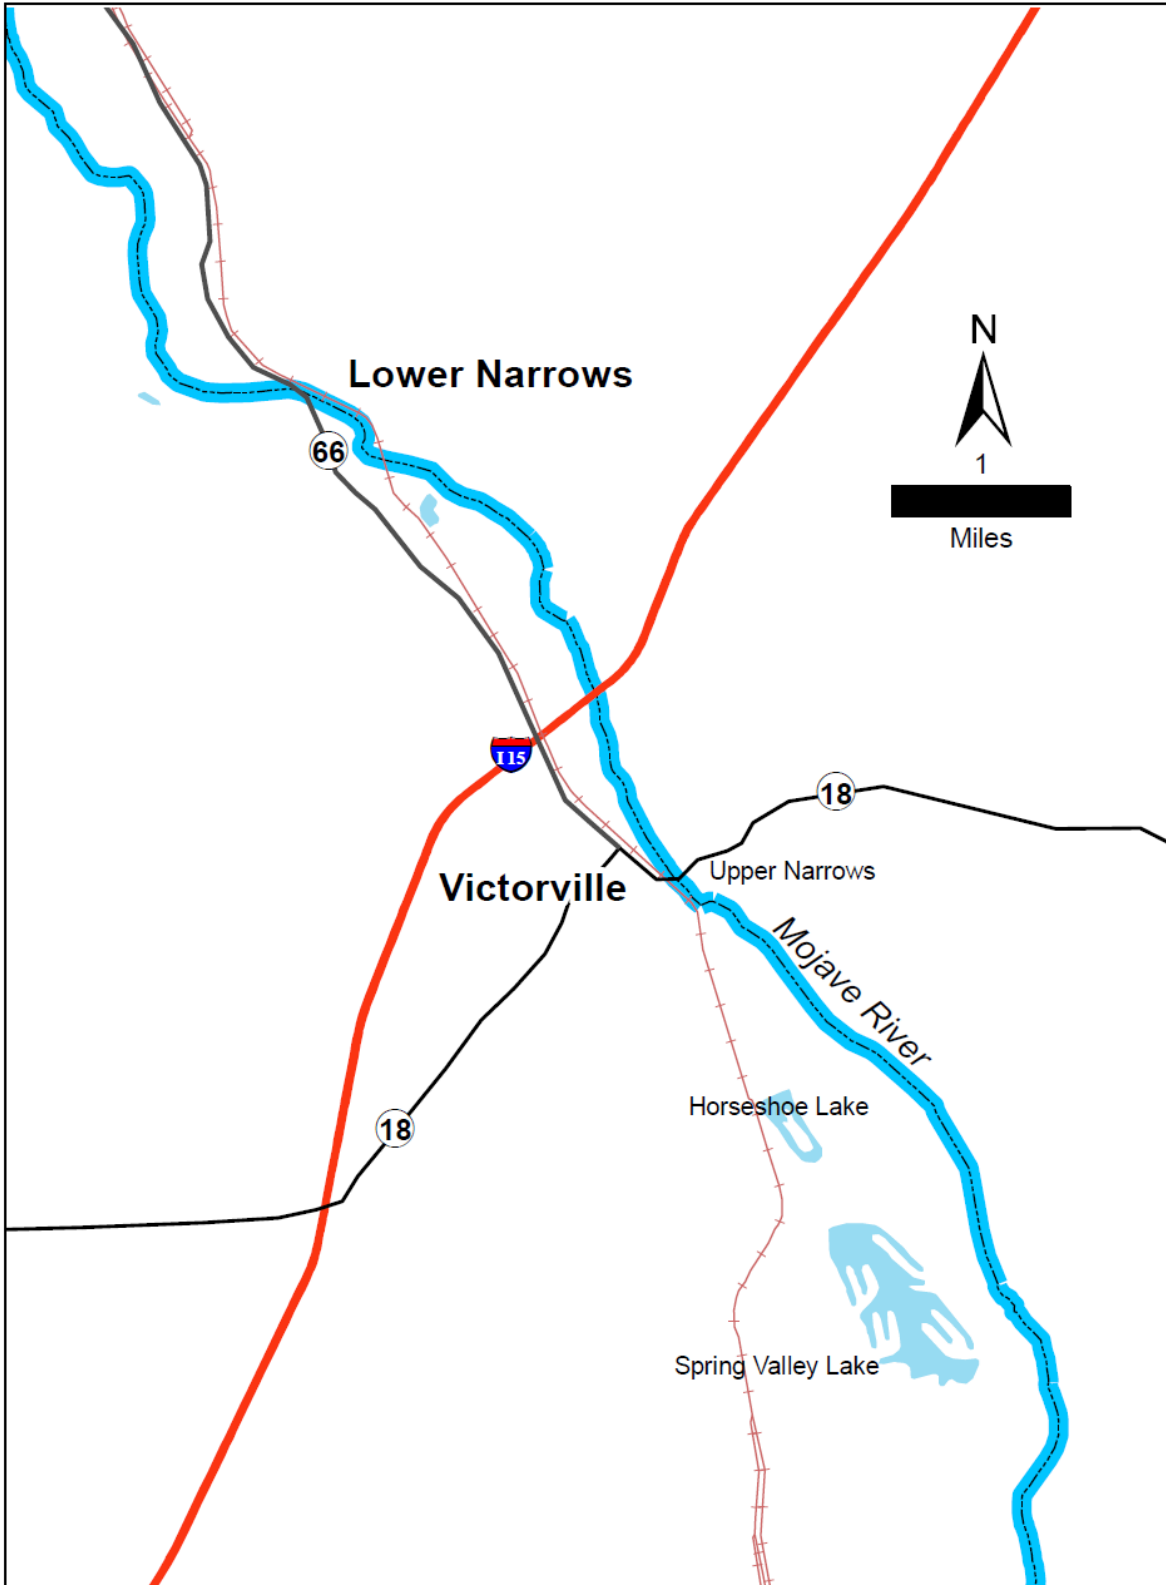 Lower Narrows
N
66
1
Miles
I 15
18
Upper Narrows
Victorville
Mojave River
Horseshoe Lake
18
Spring Valley Lake